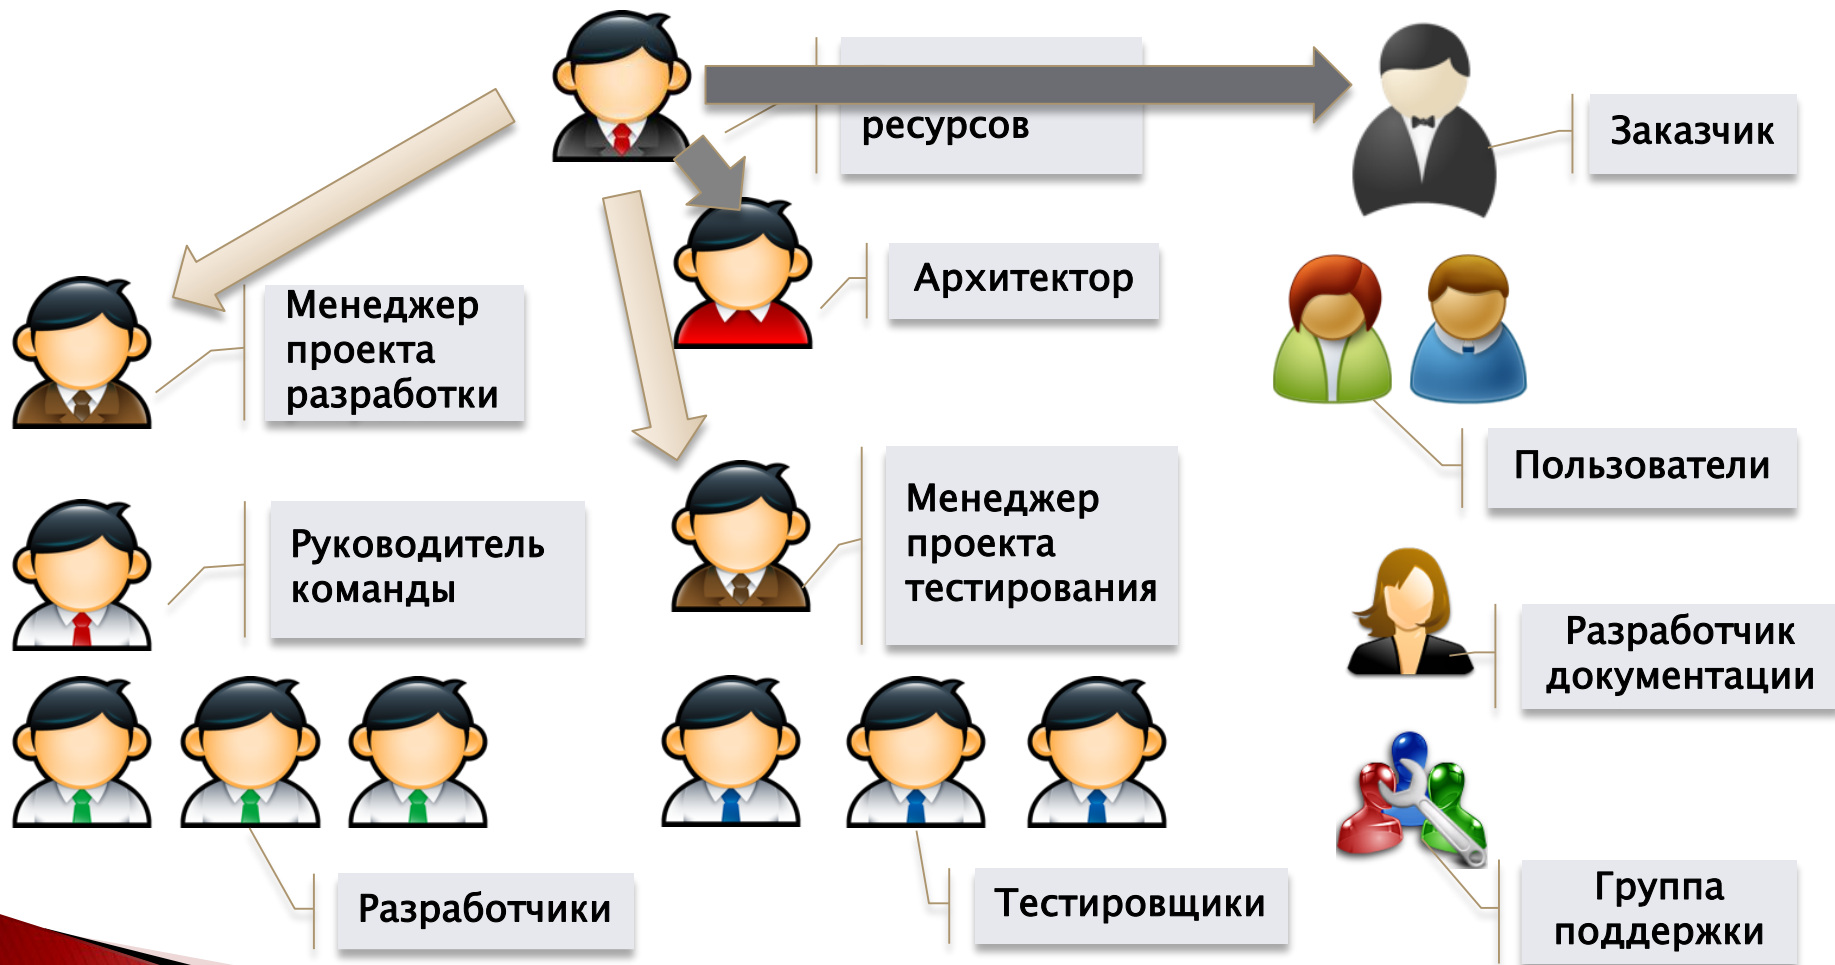 ресурсов
Заказчик
Архитектор
Менеджер
проекта
разработки
Пользователи
Менеджер
проекта
тестирования
Руководитель
команды
Разработчик
документации
Разработчики
Тестировщики
Группа
поддержки